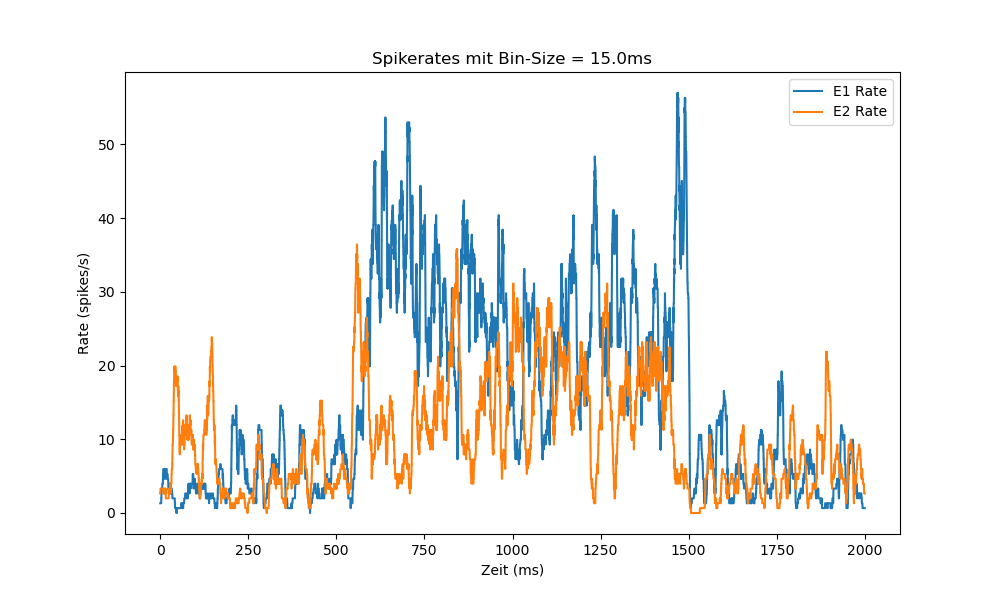 Spikerates mit Bin-Size = 15.0ms
E1 Rate
E2 Rate
50
40
30
20
10
0
Rate (spikes/s)
0 250 500 750 1000 1250 1500 1750 2000
Zeit (ms)